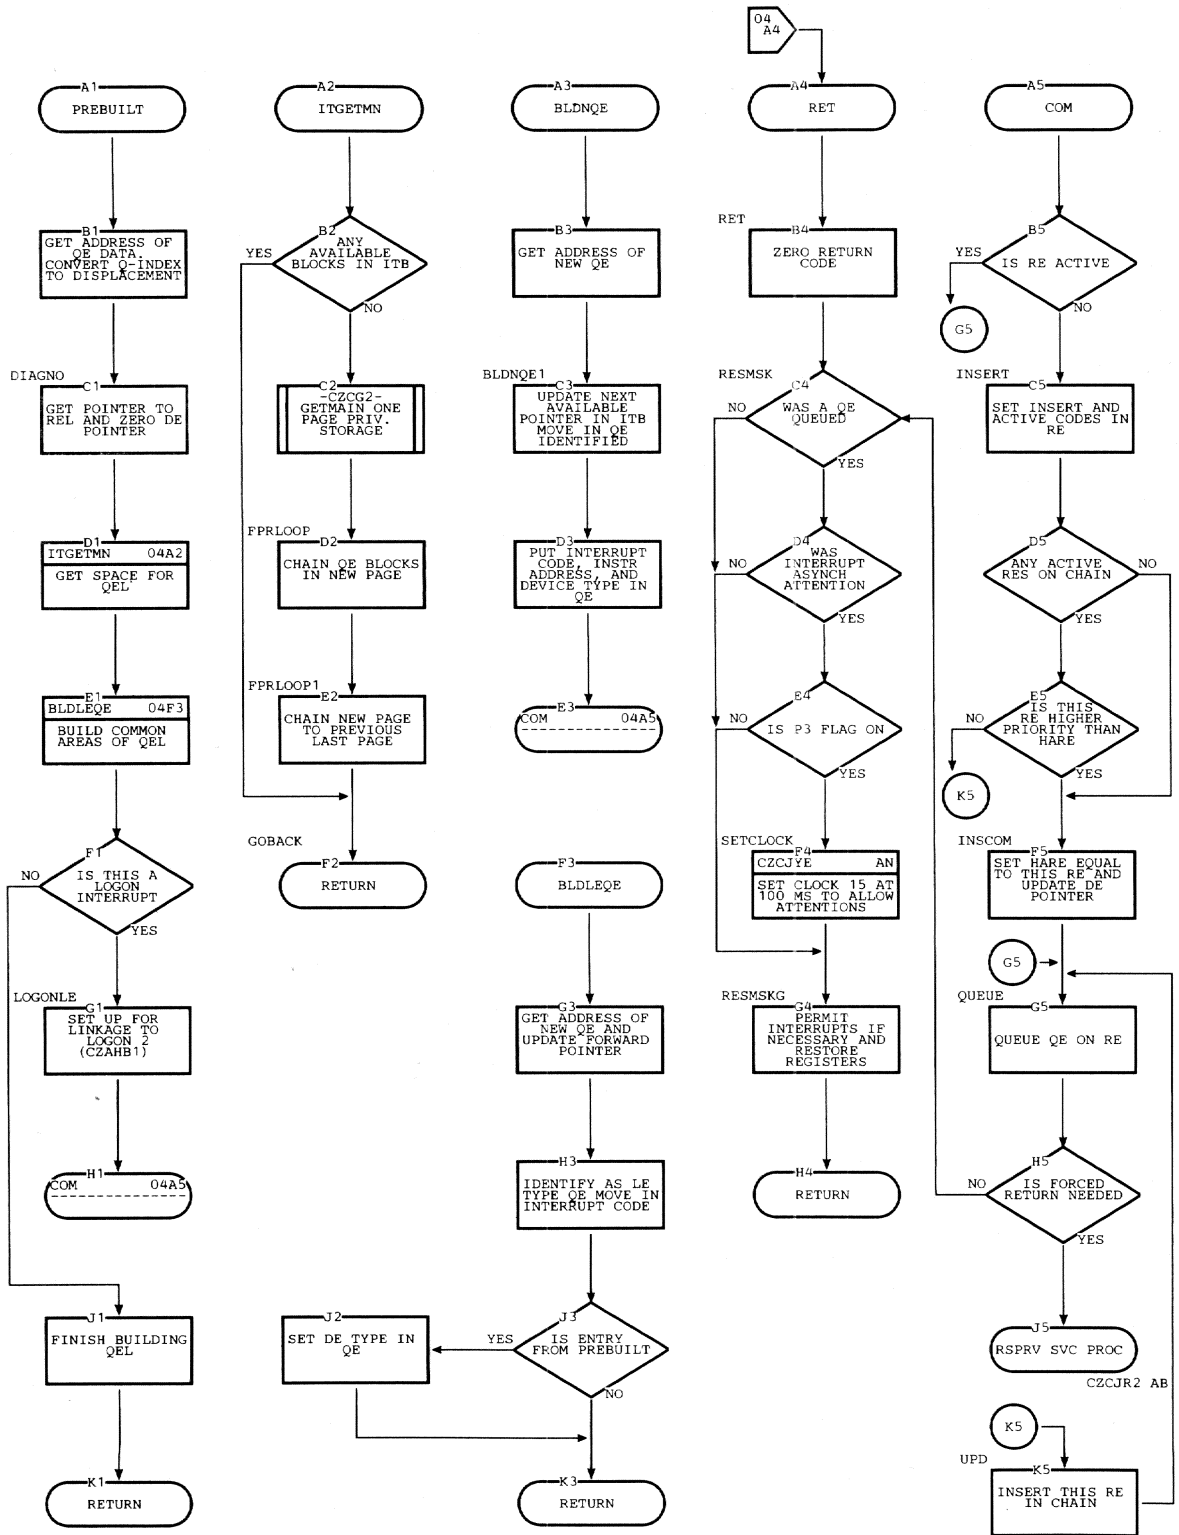 04
A4
A1
PREBUILT
B1
GET ADDRESS OF
QE DATA.
CONVERT Q-INDEX
TO DISPLACEMENT
DIAGNO
C1
GET POINTER TO
REL AND ZERO DE
POINTER
D1
ITGETMN 04A2
GET SPACE FOR
QEL
E1
BLDLEQE 04F3
BUILD COMMON
AREAS OF QEL
F1
IS THIS A
LOGON
INTERRUPT
NO
YES
LOGONLE
G1
SET UP FOR
LINKAGE TO
LOGON 2
(CZAHB1)
H1
COM 04A5
J1
FINISH BUILDING
QEL
K1
RETURN
A2
ITGETMN
B2
ANY
AVAILABLE
BLOCKS IN ITB
YES
NO
C2
-CZCG2-
GETMAIN ONE
PAGE PRIV.
STORAGE
FPRLOOP
D2
CHAIN QE BLOCKS
IN NEW PAGE
FPRLOOP1
E2
CHAIN NEW PAGE
TO PREVIOUS
LAST PAGE
GOBACK
F2
RETURN
J2
SET DE TYPE IN
QE
A3
BLDNQE
B3
GET ADDRESS OF
NEW QE
BLDNQE1
C3
UPDATE NEXT
AVAILABLE
POINTER IN ITB
MOVE IN QE
IDENTIFIED
D3
PUT INTERRUPT
CODE, INSTR
ADDRESS, AND
DEVICE TYPE IN
QE
E3
COM 04A5
F3
BLDLEQE
G3
GET ADDRESS OF
NEW QE AND
UPDATE FORWARD
POINTER
H3
IDENTIFY AS LE
TYPE QE MOVE IN
INTERRUPT CODE
J3
IS ENTRY
FROM PREBUILT
YES
NO
K3
RETURN
A4
RET
RET
B4
ZERO RETURN
CODE
RESMSK
C4
WAS A QE
QUEUED
NO
YES
D4
WAS
INTERRUPT
ASYNCH
ATTENTION
NO
YES
E4
IS P3 FLAG ON
NO
YES
SETCLOCK
F4
CZCJYE AN
SET CLOCK 15 AT
100 MS TO ALLOW
ATTENTIONS
RESMSKG
G4
PERMIT
INTERRUPTS IF
NECESSARY AND
RESTORE
REGISTERS
H4
RETURN
A5
COM
B5
IS RE ACTIVE
YES
NO
G5
INSERT
C5
SET INSERT AND
ACTIVE CODES IN
RE
D5
ANY ACTIVE
RES ON CHAIN
NO
YES
E5
IS THIS
RE HIGHER
PRIORITY THAN
HARE
NO
YES
K5
INSCOM
F5
SET HARE EQUAL
TO THIS RE AND
UPDATE DE
POINTER
G5
QUEUE
G5
QUEUE QE ON RE
H5
IS FORCED
RETURN NEEDED
NO
YES
J5
RSPRV SVC PROC
CZCJR2 AB
K5
UPD
K5
INSERT THIS RE
IN CHAIN